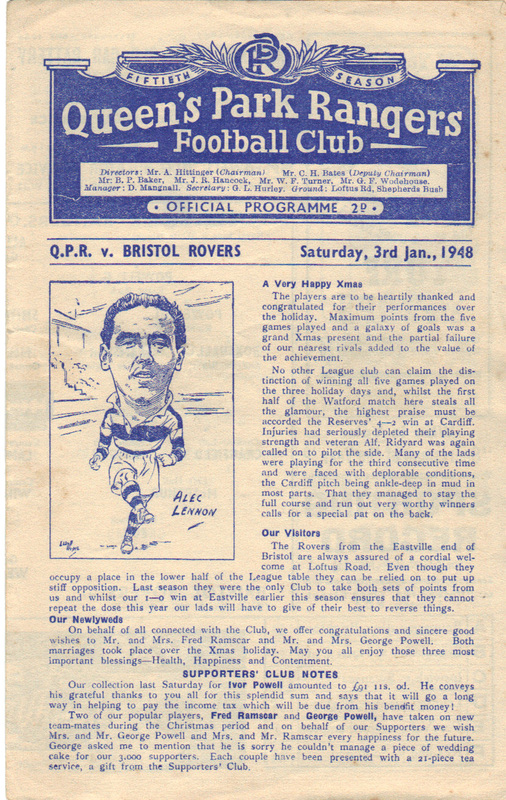 FIFTIETH SEASON
Queen's Park Rangers
Football Club
Directors: Mr. A. Hittinger (Chairman) Mr. C. H. Bates (Deputy Chairman)
Mr. B. P. Baker, Mr. J. R. Hancock, Mr. W. F. Turner, Mr. G. F. Wodehouse.
Manager: D. Mangnall. Secretary: G. L. Hurley. Ground: Loftus Rd, Shepherds Bush
• OFFICIAL PROGRAMME 2D •
Q.P.R. v. BRISTOL ROVERS Saturday, 3rd Jan., 1948
ALEC
LENNON
A Very Happy Xmas
The players are to be heartily thanked and
congratulated for their performances over
the holiday. Maximum points from the five
games played and a galaxy of goals was a
grand Xmas present and the partial failure
of our nearest rivals added to the value of
the achievement.
No other League club can claim the dis-
tinction of winning all five games played on
the three holiday days and, whilst the first
half of the Watford match here steals all
the glamour, the highest praise must be
accorded the Reserves' 4—2 win at Cardiff.
Injuries had seriously depleted their playing
strength and veteran Alf. Ridyard was again
called on to pilot the side. Many of the lads
were playing for the third consecutive time
and were faced with deplorable conditions,
the Cardiff pitch being ankle-deep in mud in
most parts. That they managed to stay the
full course and run out very worthy winners
calls for a special pat on the back.
Our Visitors
The Rovers from the Eastville end of
Bristol are always assured of a cordial wel-
come at Loftus Road. Even though they
occupy a place in the lower half of the League table they can be relied on to put up
stiff opposition. Last season they were the only Club to take both sets of points from
us and whilst our 1—0 win at Eastville earlier this season ensures that they cannot
repeat the dose this year our lads will have to give of their best to reverse things.
Our Newlyweds
On behalf of all connected with the Club, we offer congratulations and sincere good
wishes to Mr. and Mrs. Fred Ramscar and Mr. and Mrs. George Powell. Both
marriages took place over the Xmas holiday. May you all enjoy those three most
important blessings—Health, Happiness and Contentment.
SUPPORTERS' CLUB NOTES
Our collection last Saturday for Ivor Powell amounted to £91 11s. 0d. He conveys
his grateful thanks to you all for this splendid sum and says that it will go a long
way in helping to pay the income tax which will be due from his benefit money!
Two of our popular players, Fred Ramscar and George Powell, have taken on new
team-mates during the Christmas period and on behalf of our Supporters we wish
Mrs. and Mr. George Powell and Mrs. and Mr. Ramscar every happiness for the future.
George asked me to mention that he is sorry he couldn't manage a piece of wedding
cake for our 3,000 supporters. Each couple have been presented with a 21-piece tea
service, a gift from the Supporters' Club.